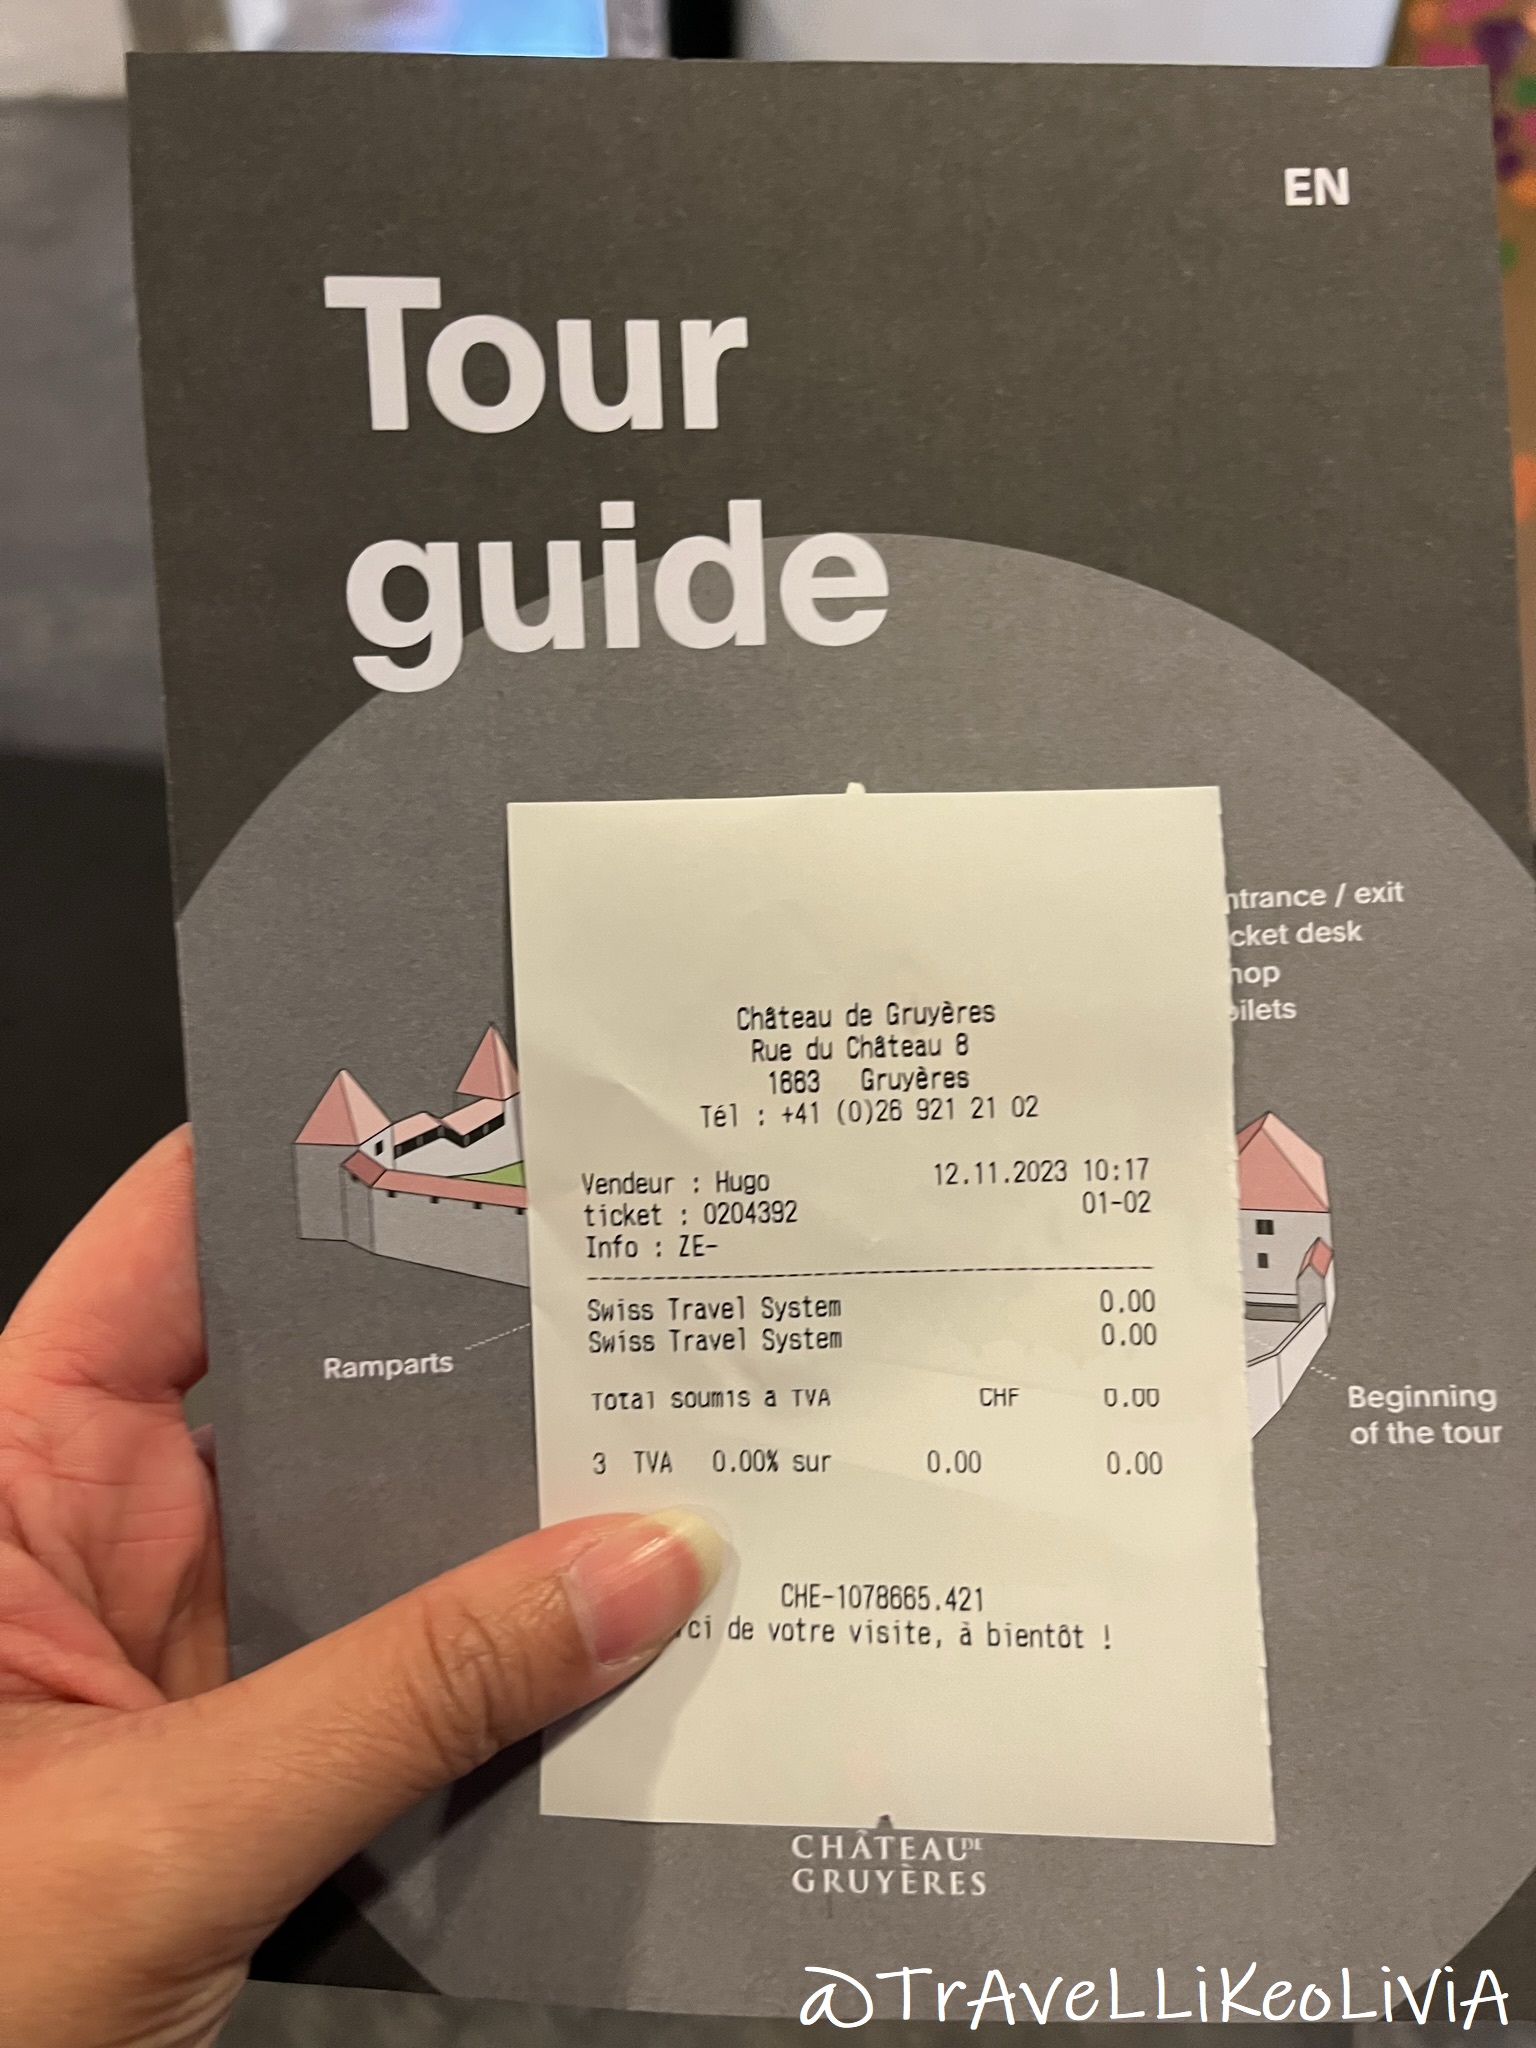 EN
Tour
guide
ntrance / exit
cket desk
hop
oilets
Château de Gruyères
Rue du Château 8
1663 Gruyères
Tél : +41 (0)26 921 21 02
Vendeur : Hugo 12.11.2023 10:17
ticket : 0204392 01-02
Info : ZE-
Swiss Travel System 0.00
Swiss Travel System 0.00
Ramparts
Total soumis à TVA CHF 0.00
Beginning
of the tour
3 TVA 0.00% sur 0.00 0.00
CHE-1078665.421
rci de votre visite, à bientôt !
CHÂTEAU DE
GRUYÈRES
@TrAveLLiKeoLiViA